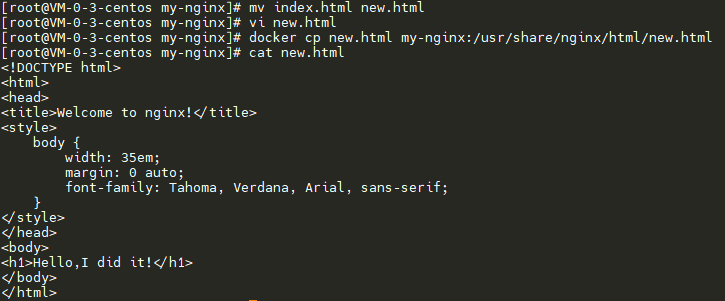 [root@VM-0-3-centos my-nginx]# mv index.html new.html
[root@VM-0-3-centos my-nginx]# vi new.html
[root@VM-0-3-centos my-nginx]# docker cp new.html my-nginx:/usr/share/nginx/html/new.html
[root@VM-0-3-centos my-nginx]# cat new.html
<!DOCTYPE html>
<html>
<head>
<title>Welcome to nginx!</title>
<style>
    body {
        width: 35em;
        margin: 0 auto;
        font-family: Tahoma, Verdana, Arial, sans-serif;
    }
</style>
</head>
<body>
<h1>Hello,I did it!</h1>
</body>
</html>